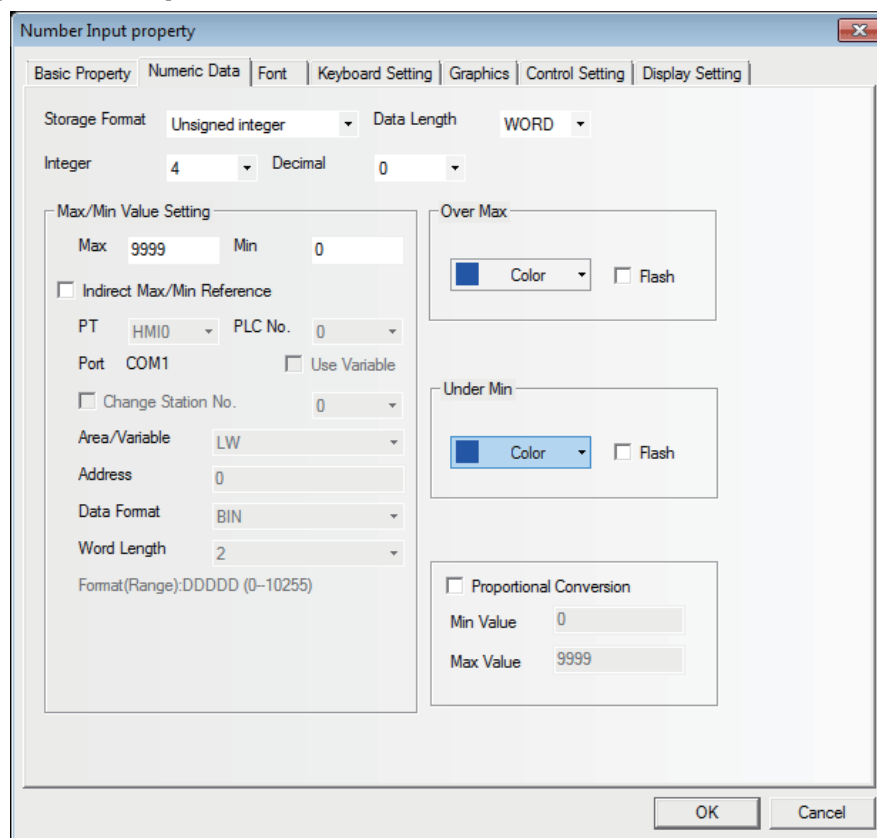 Number Input property
Basic Property Numeric Data Font Keyboard Setting Graphics Control Setting Display Setting
Storage Format Unsigned integer Data Length WORD
Integer 4 Decimal 0
Max/Min Value Setting
Max 9999 Min 0
Indirect Max/Min Reference
PT HMI0 PLC No. 0
Port COM1 Use Variable
Change Station No. 0
Area/Variable LW
Address 0
Data Format BIN
Word Length 2
Format(Range):DDDDD (0--10255)
Over Max
Color Flash
Under Min
Color Flash
Proportional Conversion
Min Value 0
Max Value 9999
OK Cancel